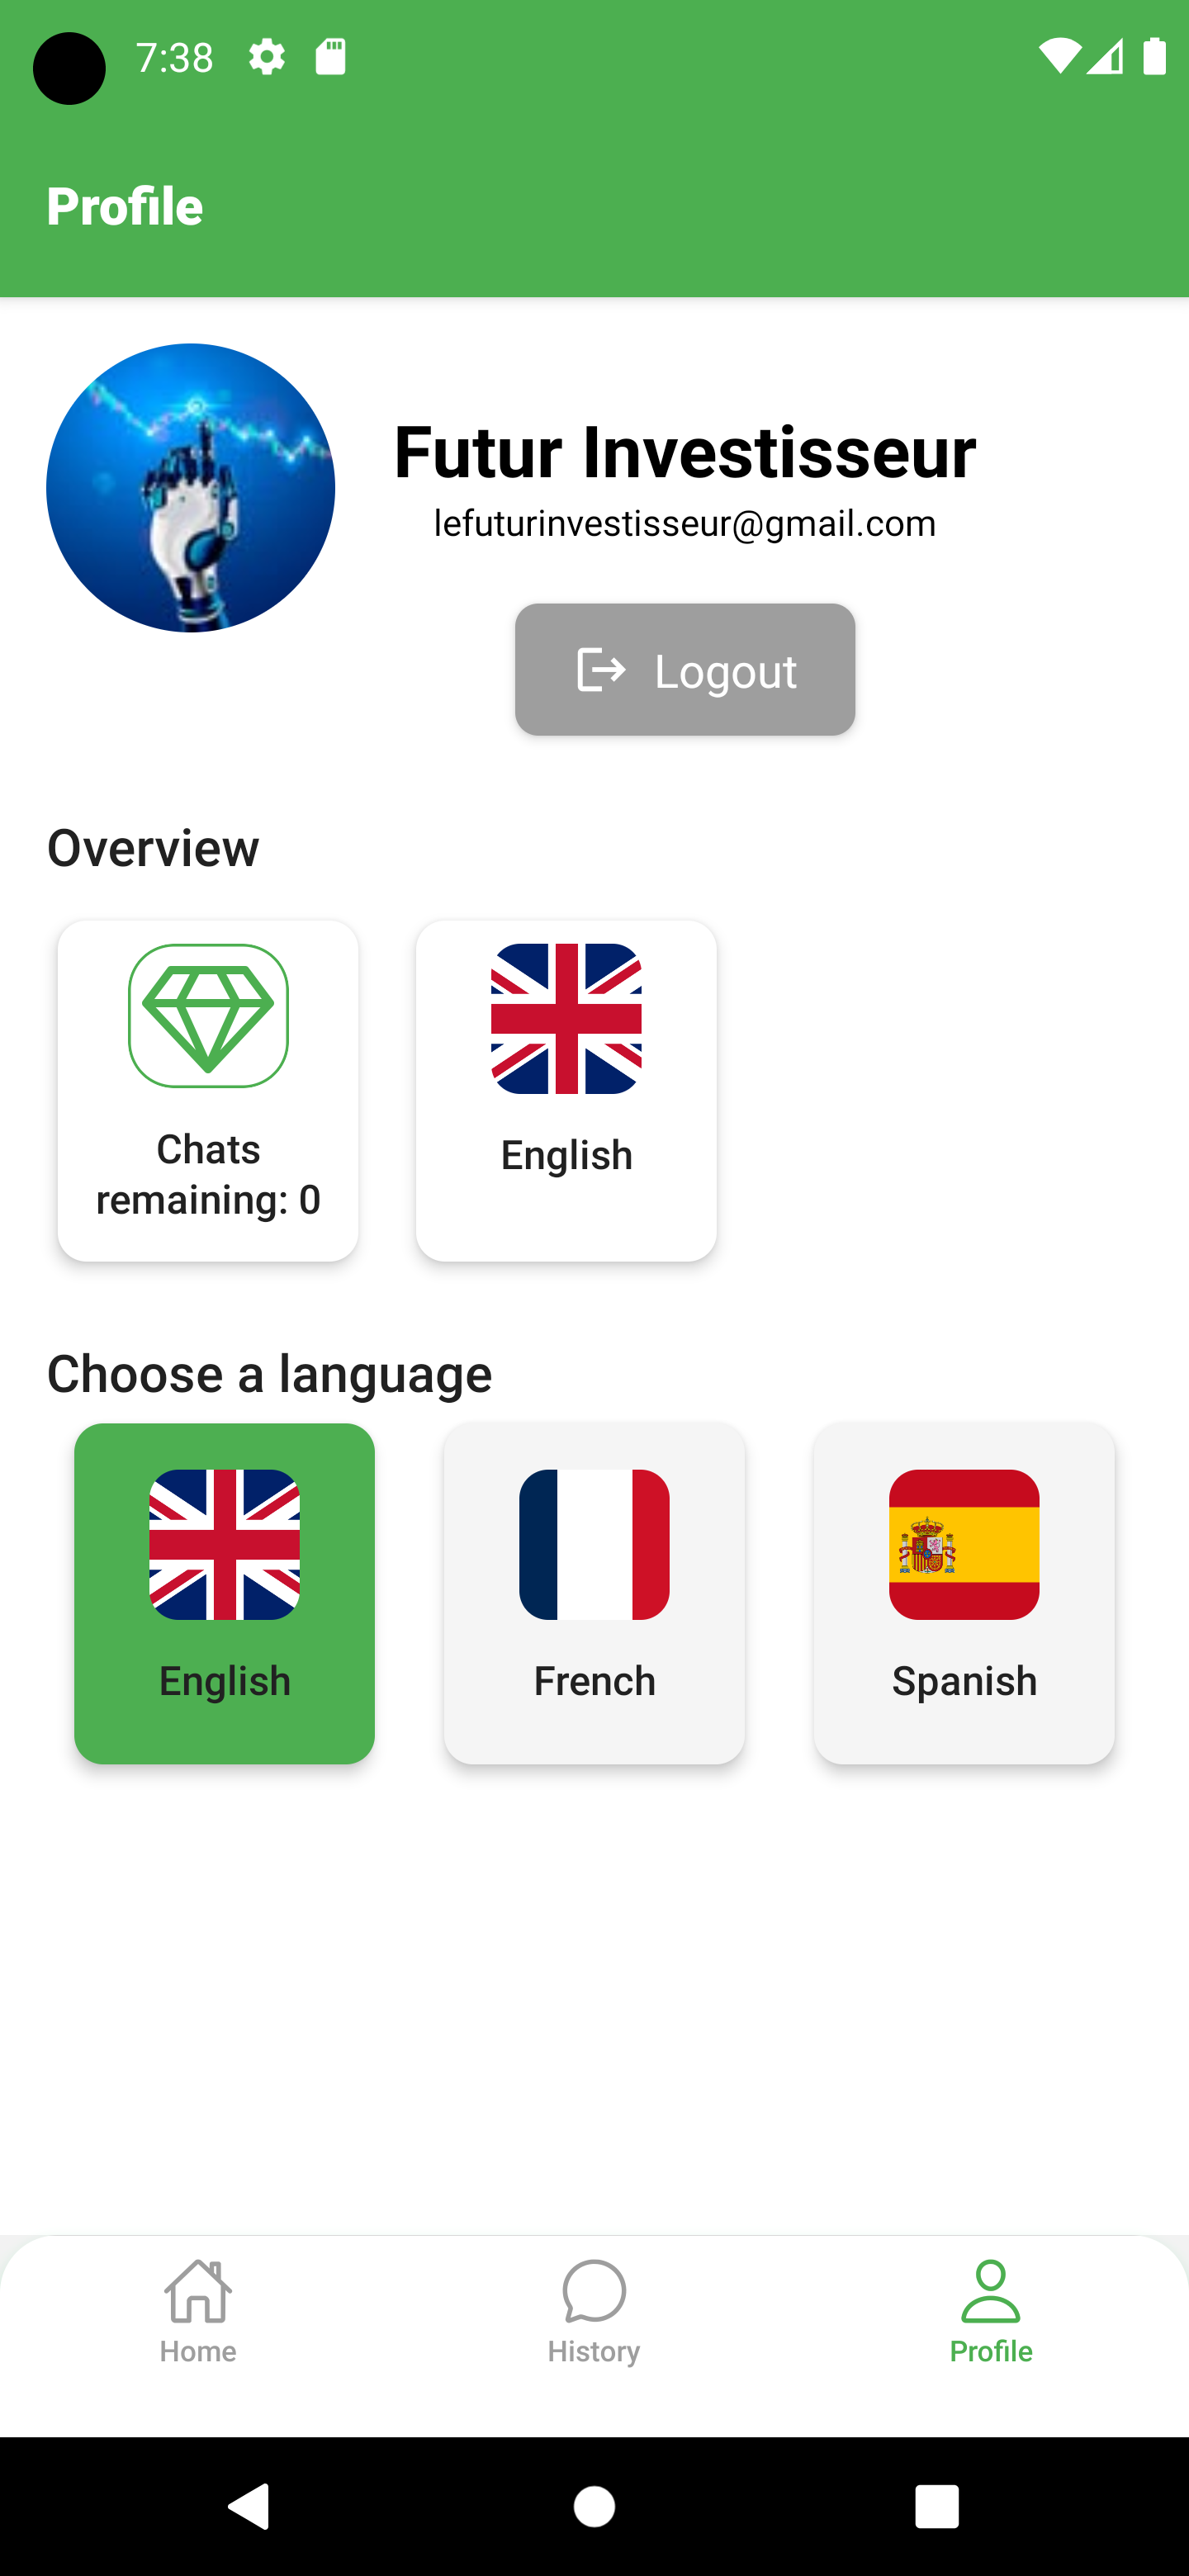 7:38
Profile
Futur Investisseur
lefuturinvestisseur@gmail.com
Logout
Overview
Chats
remaining: 0
English
Choose a language
English
French
Spanish
Home
History
Profile